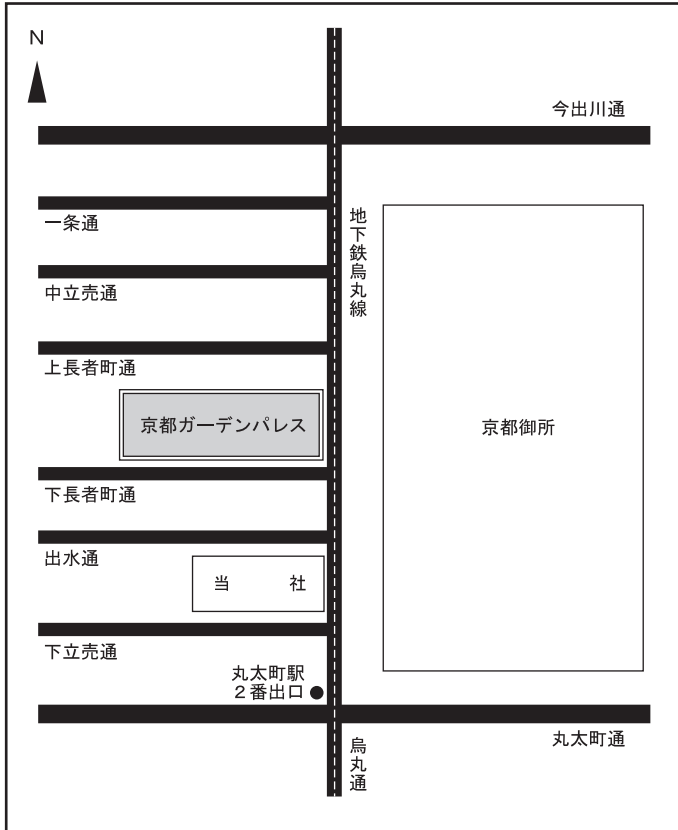 N
今出川通
一条通
地下鉄烏丸線
中立売通
上長者町通
京都ガーデンパレス
京都御所
下長者町通
出水通
当　　社
下立売通
丸太町駅
２番出口
丸太町通
烏丸通